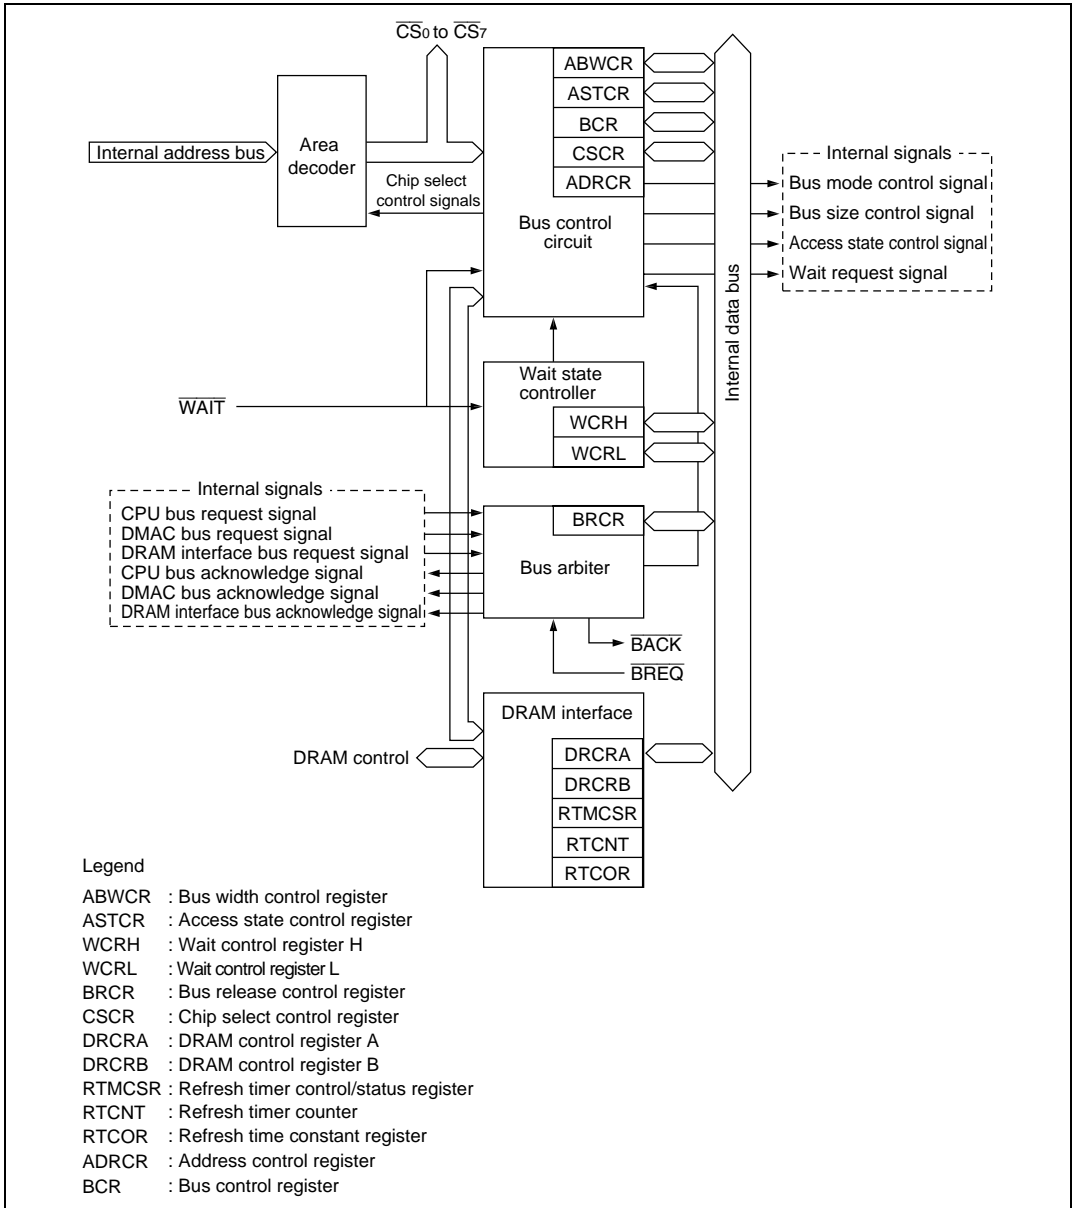 CS0 to CS7
ABWCR
ASTCR
BCR
CSCR
ADRCR
Bus control
circuit
Internal address bus
Area
decoder
Chip select
control signals
Internal signals
Bus mode control signal
Bus size control signal
Access state control signal
Wait request signal
Internal data bus
Wait state
controller
WCRH
WCRL
WAIT
Internal signals
CPU bus request signal
DMAC bus request signal
DRAM interface bus request signal
CPU bus acknowledge signal
DMAC bus acknowledge signal
DRAM interface bus acknowledge signal
BRCR
Bus arbiter
BACK
BREQ
DRAM interface
DRAM control
DRCRA
DRCRB
RTMCSR
RTCNT
RTCOR
Legend
ABWCR : Bus width control register
ASTCR : Access state control register
WCRH : Wait control register H
WCRL : Wait control register L
BRCR : Bus release control register
CSCR : Chip select control register
DRCRA : DRAM control register A
DRCRB : DRAM control register B
RTMCSR : Refresh timer control/status register
RTCNT : Refresh timer counter
RTCOR : Refresh time constant register
ADRCR : Address control register
BCR : Bus control register